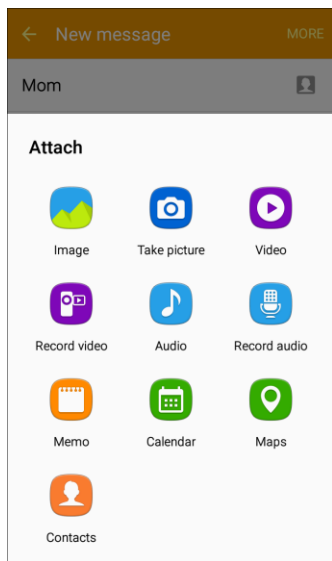 New message MORE
Mom
Attach
Image Take picture Video
Record video Audio Record audio
Memo Calendar Maps
Contacts